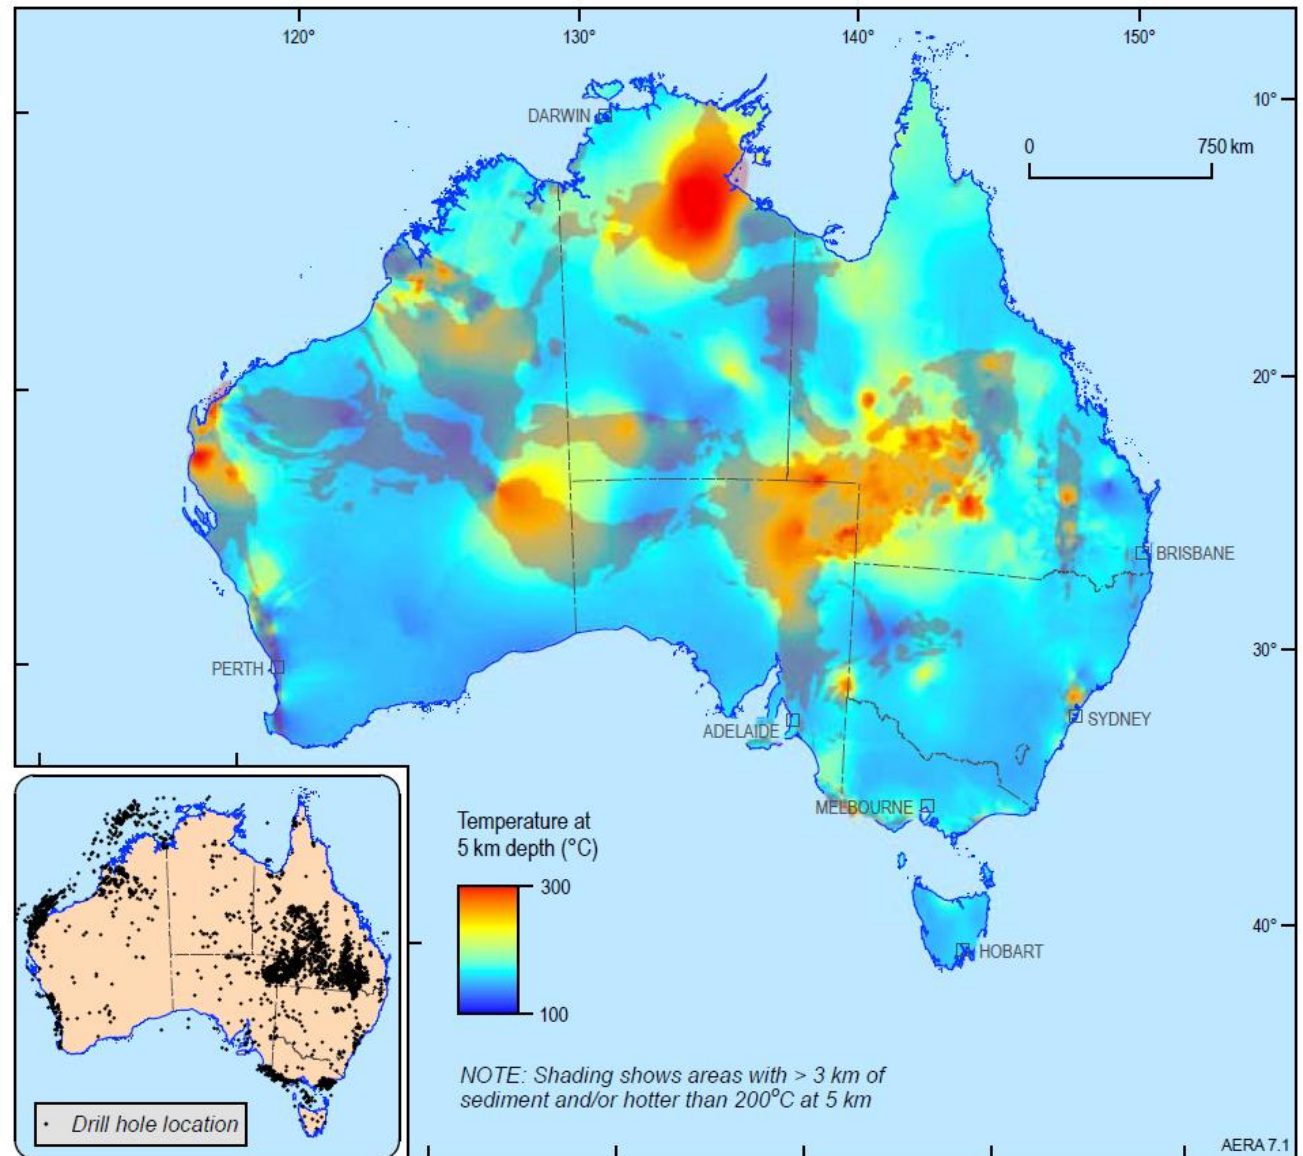 120°
130°
140°
150°
10°
20°
30°
40°
0 750 km
DARWIN
BRISBANE
PERTH
SYDNEY
ADELAIDE
MELBOURNE
HOBART
Temperature at
5 km depth (°C)
300
100
NOTE: Shading shows areas with > 3 km of
sediment and/or hotter than 200°C at 5 km
Drill hole location
AERA 7.1